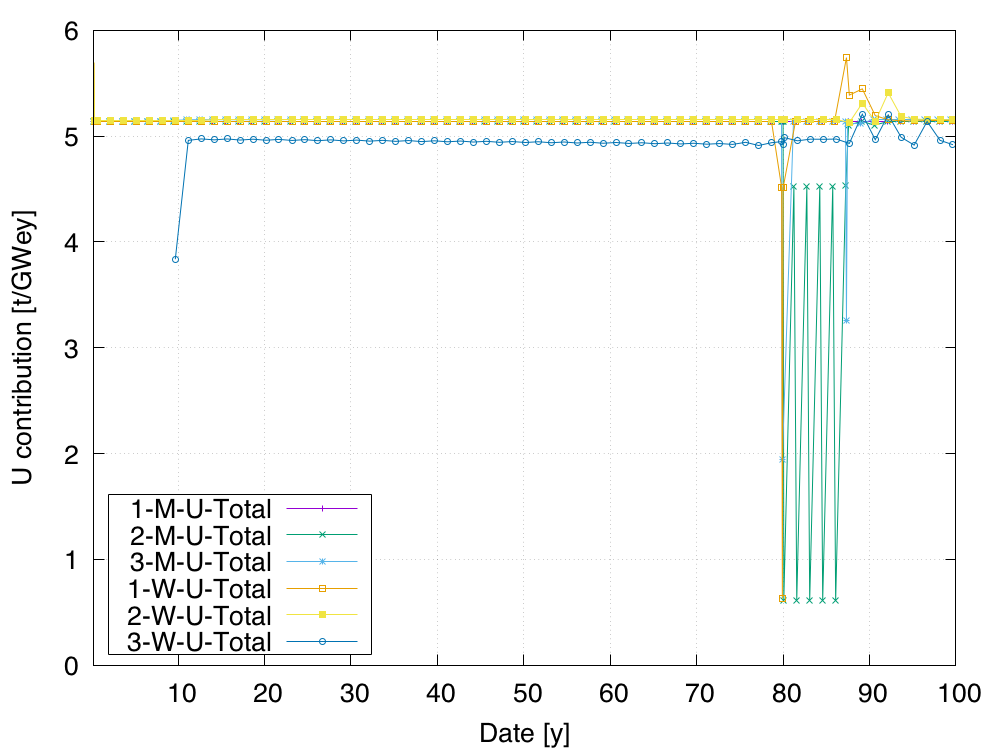 6
5
4
3
2
1
0
U contribution [t/GWey]
1-M-U-Total
2-M-U-Total
3-M-U-Total
1-W-U-Total
2-W-U-Total
3-W-U-Total
10 20 30 40 50 60 70 80 90 100
Date [y]